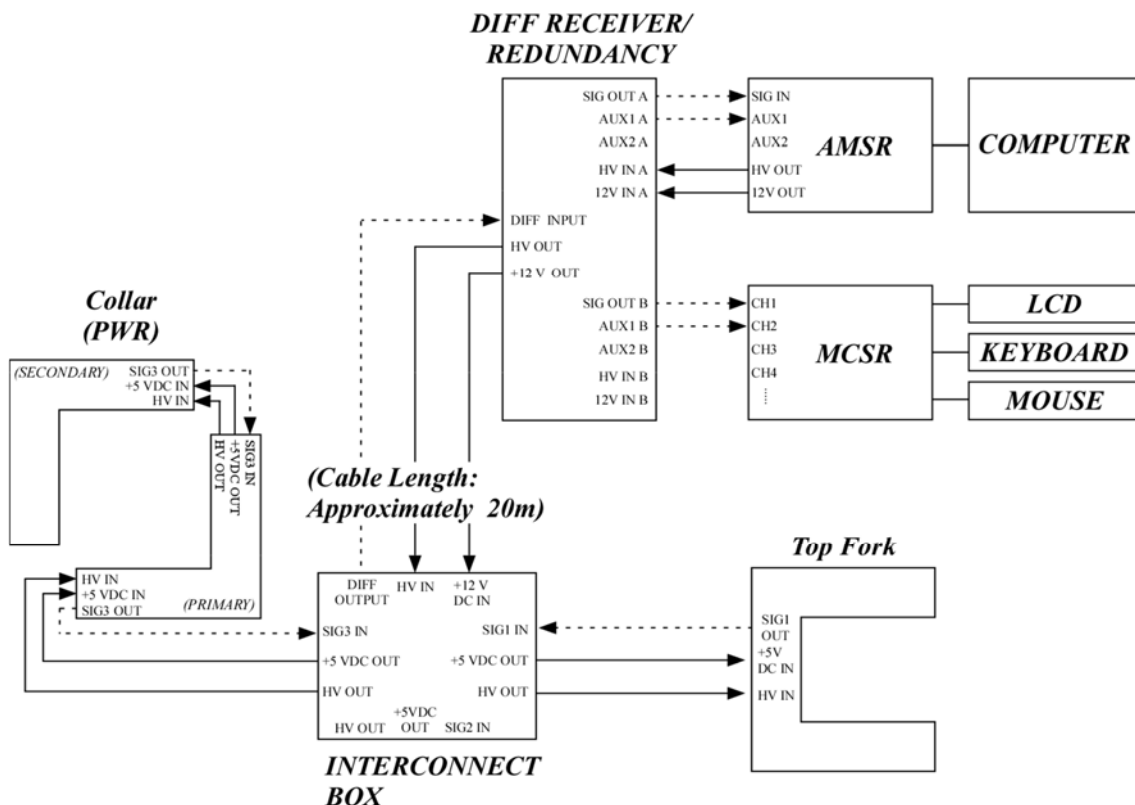 DIFF RECEIVER/
REDUNDANCY
SIG OUT A
AUX1 A
AUX2 A
HV IN A
12V IN A
DIFF INPUT
HV OUT
+12 V OUT
SIG OUT B
AUX1 B
AUX2 B
HV IN B
12V IN B
SIG IN
AUX1
AUX2
HV OUT
12V OUT
AMSR
COMPUTER
CH1
CH2
CH3
CH4
MCSR
LCD
KEYBOARD
MOUSE
Collar
(PWR)
(SECONDARY)
SIG3 OUT
+5 VDC IN
HV IN
SIG3 IN
+5VDC OUT
HV OUT
HV IN
+5 VDC IN
SIG3 OUT
(PRIMARY)
(Cable Length:
Approximately 20m)
DIFF
OUTPUT
HV IN
+12 V
DC IN
SIG3 IN
SIG1 IN
+5 VDC OUT
+5 VDC OUT
HV OUT
HV OUT
HV OUT
+5VDC
OUT
SIG2 IN
INTERCONNECT
BOX
Top Fork
SIG1
OUT
+5V
DC IN
HV IN